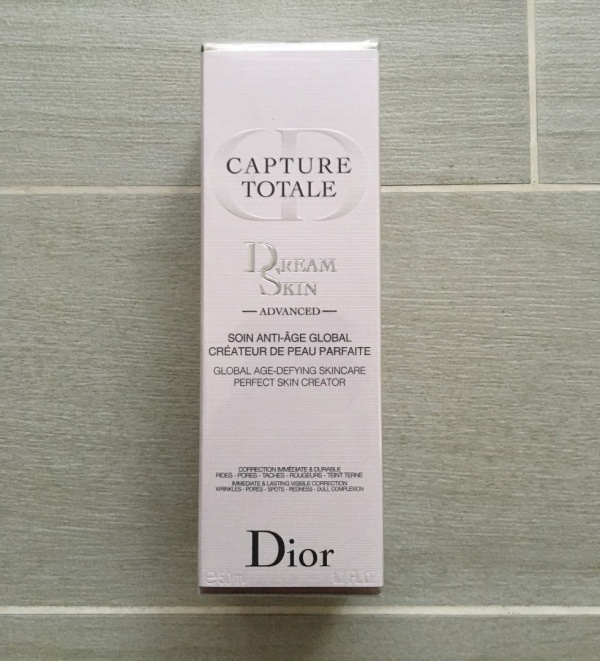 CAPTURE
TOTALE
DREAM
SKIN
ADVANCED
SOIN ANTI-ÂGE GLOBAL
CRÉATEUR DE PEAU PARFAITE
GLOBAL AGE-DEFYING SKINCARE
PERFECT SKIN CREATOR
CORRECTION IMMÉDIATE & DURABLE
RIDES - PORES - TACHES - ROUGEURS - TEINT TERNE
IMMEDIATE & LASTING VISIBLE CORRECTION
WRINKLES - PORES - SPOTS - REDNESS - DULL COMPLEXION
Dior
50 ml